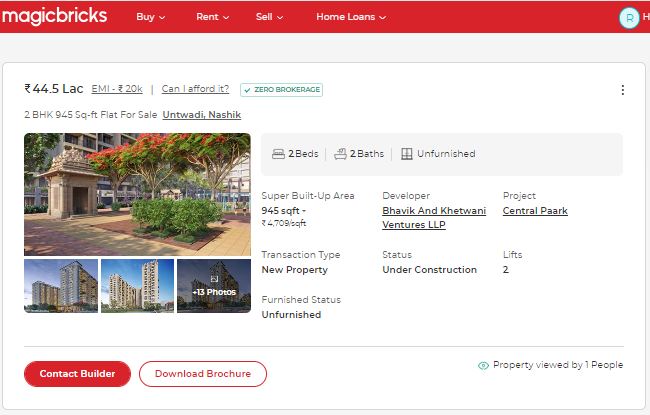 magicbricks
Buy Rent Sell Home Loans R H
₹44.5 Lac EMI - ₹ 20k | Can I afford it? ZERO BROKERAGE
2 BHK 945 Sq-ft Flat For Sale Untwadi, Nashik
2 Beds 2 Baths Unfurnished
Super Built-Up Area Developer Project
945 sqft Bhavik And Khetwani Central Paark
₹ 4,709/sqft Ventures LLP
Transaction Type Status Lifts
New Property Under Construction 2
+13 Photos
Furnished Status
Unfurnished
Contact Builder Download Brochure Property viewed by 1 People